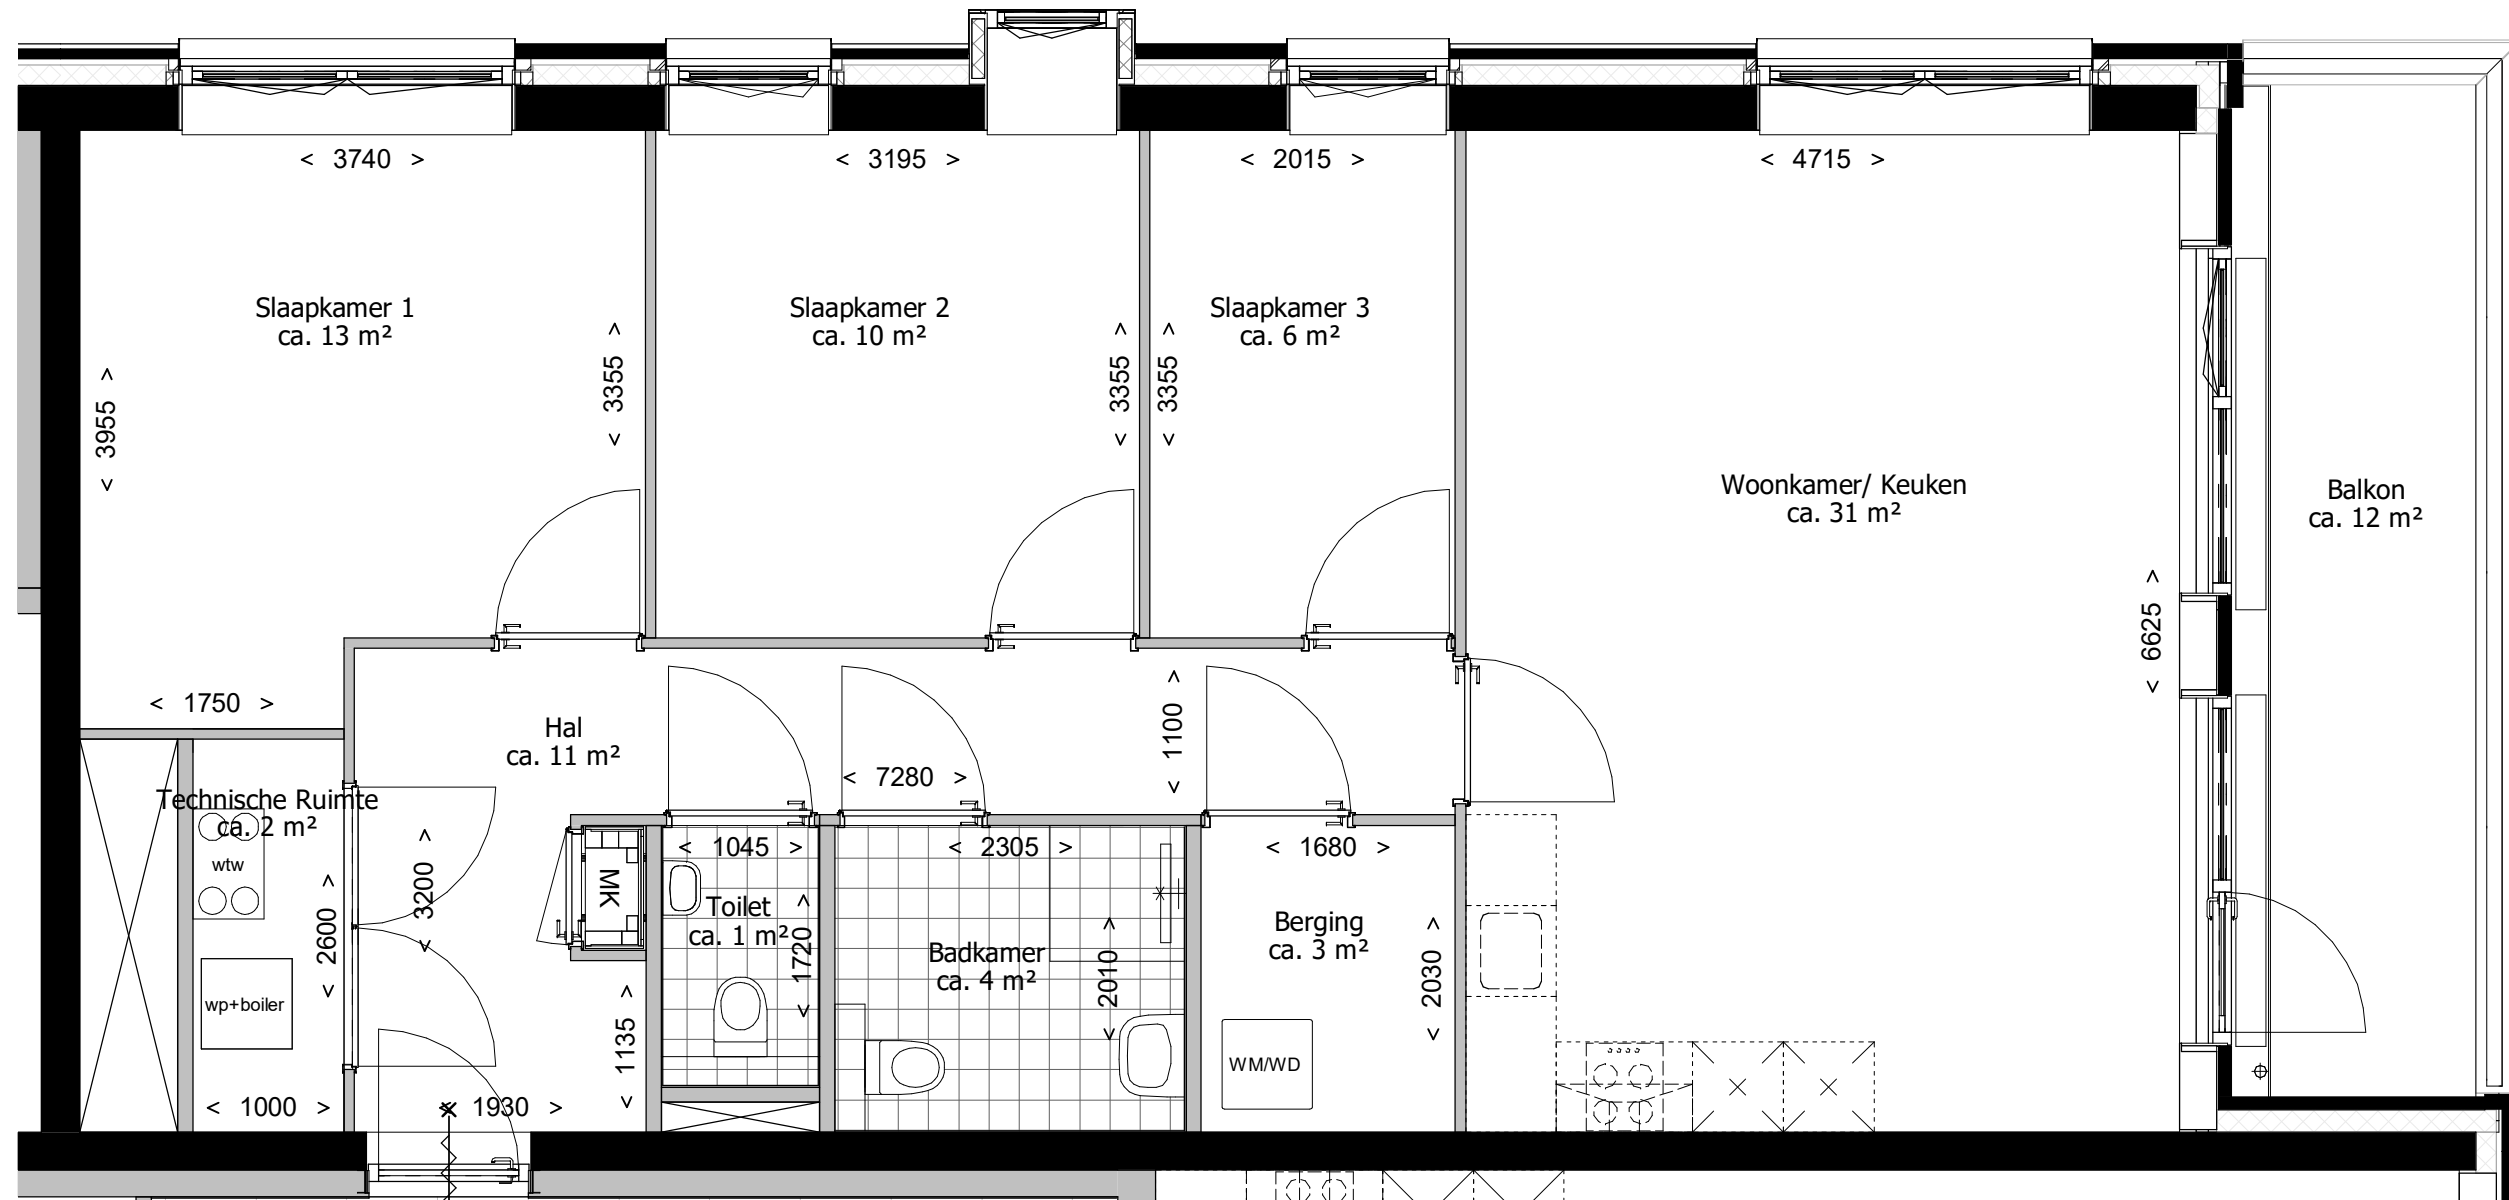 < 3740 >
< 3195 >
< 2015 >
< 4715 >
Slaapkamer 1
ca. 13 m²
Slaapkamer 2
ca. 10 m²
Slaapkamer 3
ca. 6 m²
< 3955 >
< 3355 >
< 3355 >
< 3355 >
Woonkamer/ Keuken
ca. 31 m²
Balkon
ca. 12 m²
< 6625 >
< 1750 >
Hal
ca. 11 m²
< 1100 >
< 7280 >
Technische Ruimte
ca. 2 m²
wtw
< 2600 >
< 3200 >
MK
< 1045 >
< 2305 >
< 1680 >
Toilet
ca. 1 m²
< 1720 >
Badkamer
ca. 4 m²
< 2010 >
Berging
ca. 3 m²
< 2030 >
wp+boiler
< 1135 >
WM/WD
< 1000 >
< 1930 >